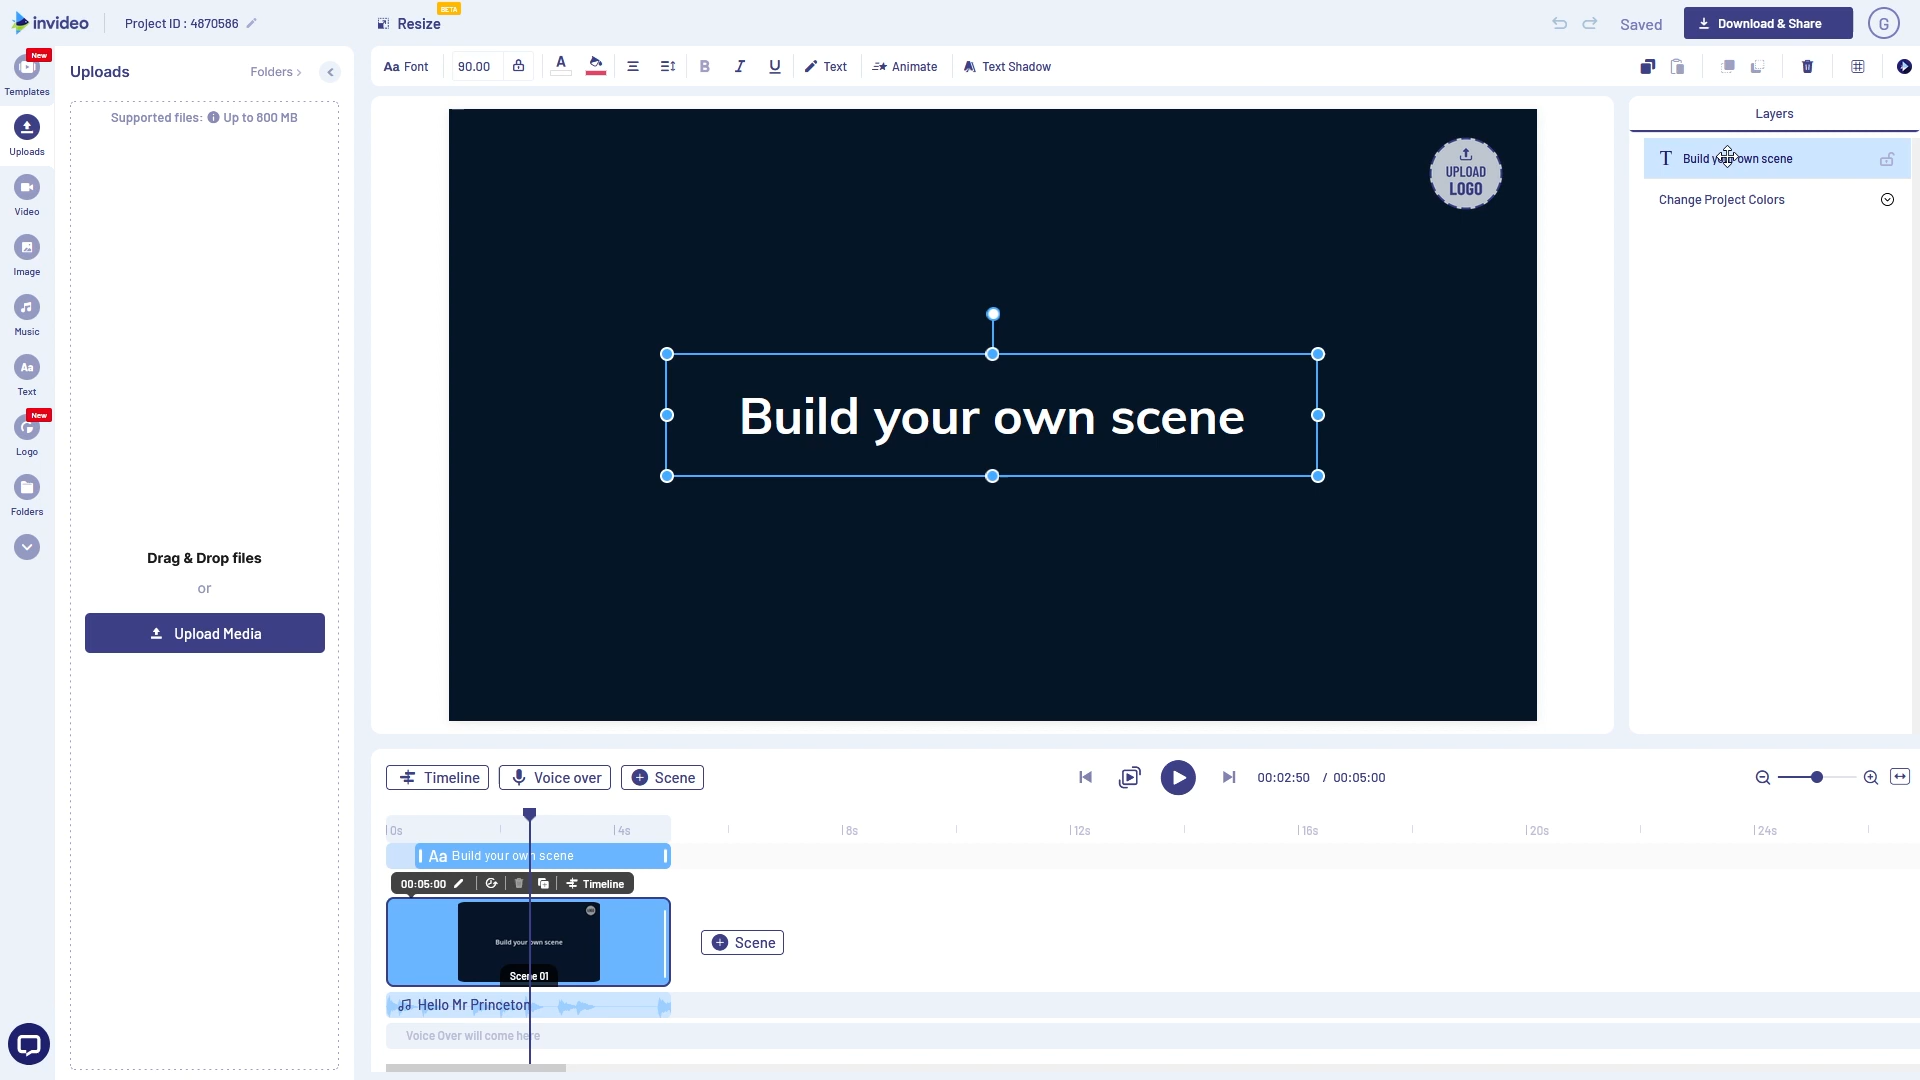 invideo
Project ID : 4870586
BETA
Resize
Saved
Download & Share
G
New
Templates
Uploads
Video
Image
Music
Aa
Text
New
Logo
Folders
Uploads
Folders
Supported files: Up to 800 MB
Drag & Drop files
or
Upload Media
Aa Font
90.00
A
B
I
U
Text
Animate
A Text Shadow
UPLOAD
LOGO
Build your own scene
Layers
T Build your own scene
Change Project Colors
Timeline
Voice over
Scene
00:02:50 / 00:05:00
0s
4s
8s
12s
16s
20s
24s
Aa Build your own scene
00:05:00
Timeline
Build your own scene
Scene 01
Scene
Hello Mr Princeton
Voice Over will come here